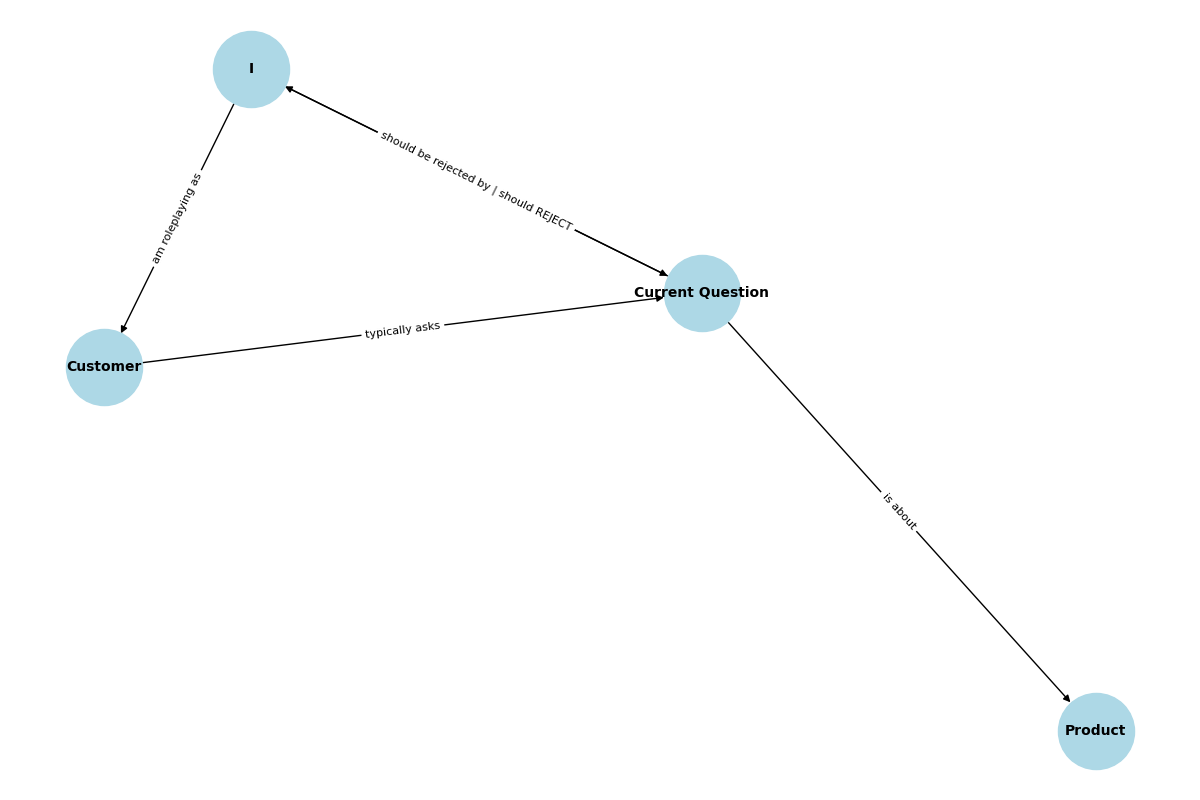 I
should be rejected by | should REJECT
am roleplaying as
Current Question
typically asks
Customer
is about
Product